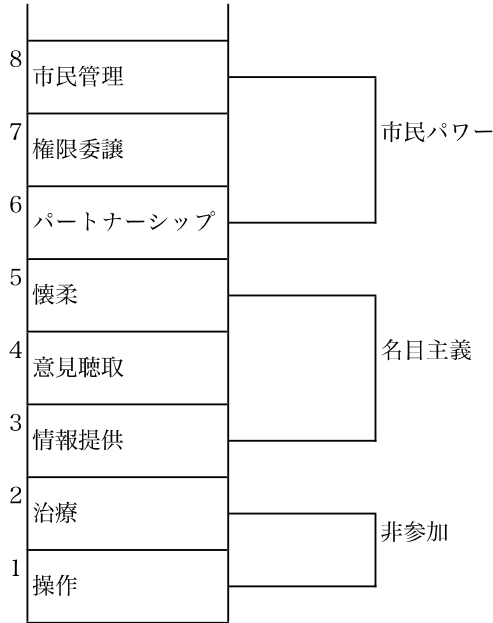 8
市民管理
7
権限委譲
市民パワー
6
パートナーシップ
5
懐柔
4
意見聴取
名目主義
3
情報提供
2
治療
非参加
1
操作